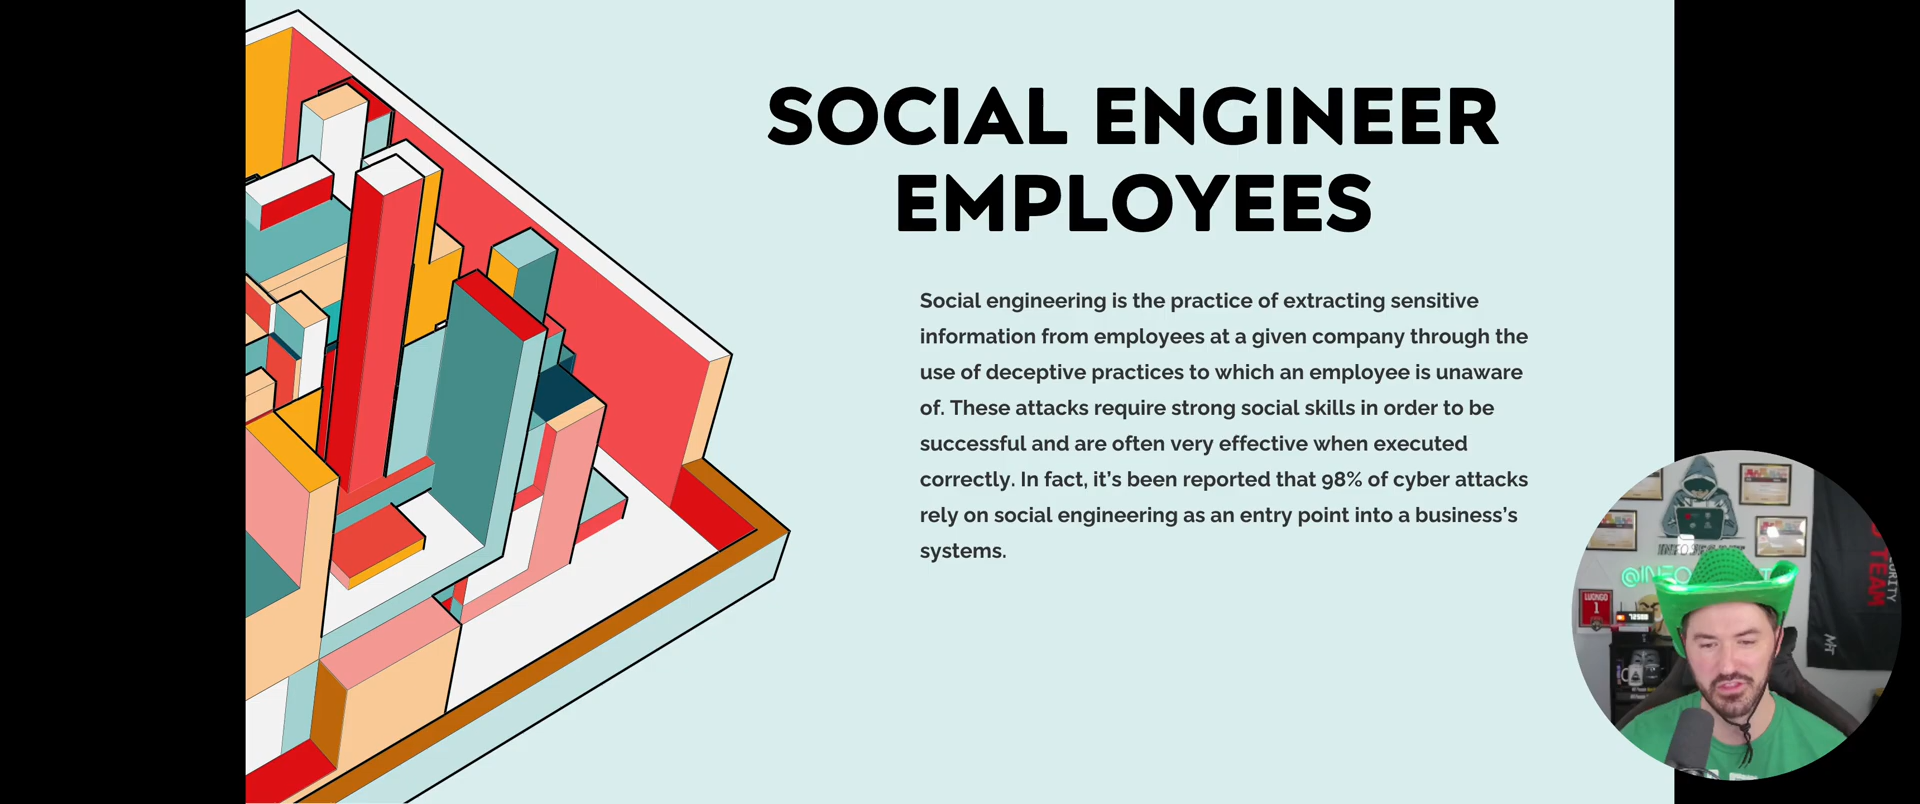 SOCIAL ENGINEER
EMPLOYEES
Social engineering is the practice of extracting sensitive
information from employees at a given company through the
use of deceptive practices to which an employee is unaware
of. These attacks require strong social skills in order to be
successful and are often very effective when executed
correctly. In fact, it’s been reported that 98% of cyber attacks
rely on social engineering as an entry point into a business’s
systems.
LUONGO
1
TEAM